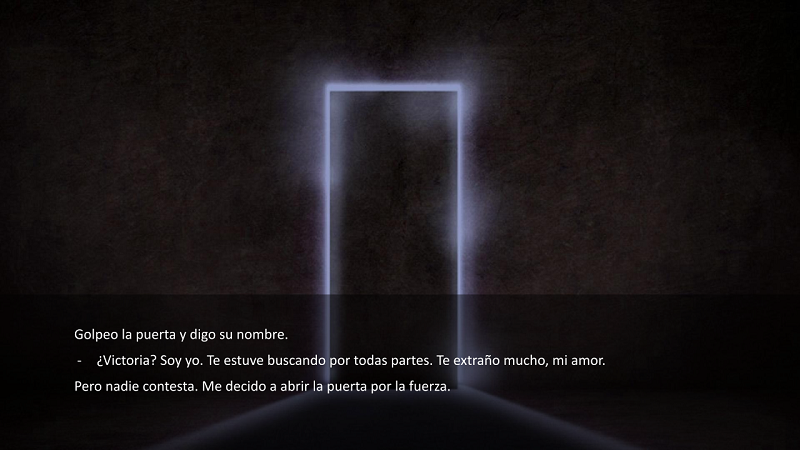 Golpeo la puerta y digo su nombre.
- ¿Victoria? Soy yo. Te estuve buscando por todas partes. Te extraño mucho, mi amor.
Pero nadie contesta. Me decido a abrir la puerta por la fuerza.